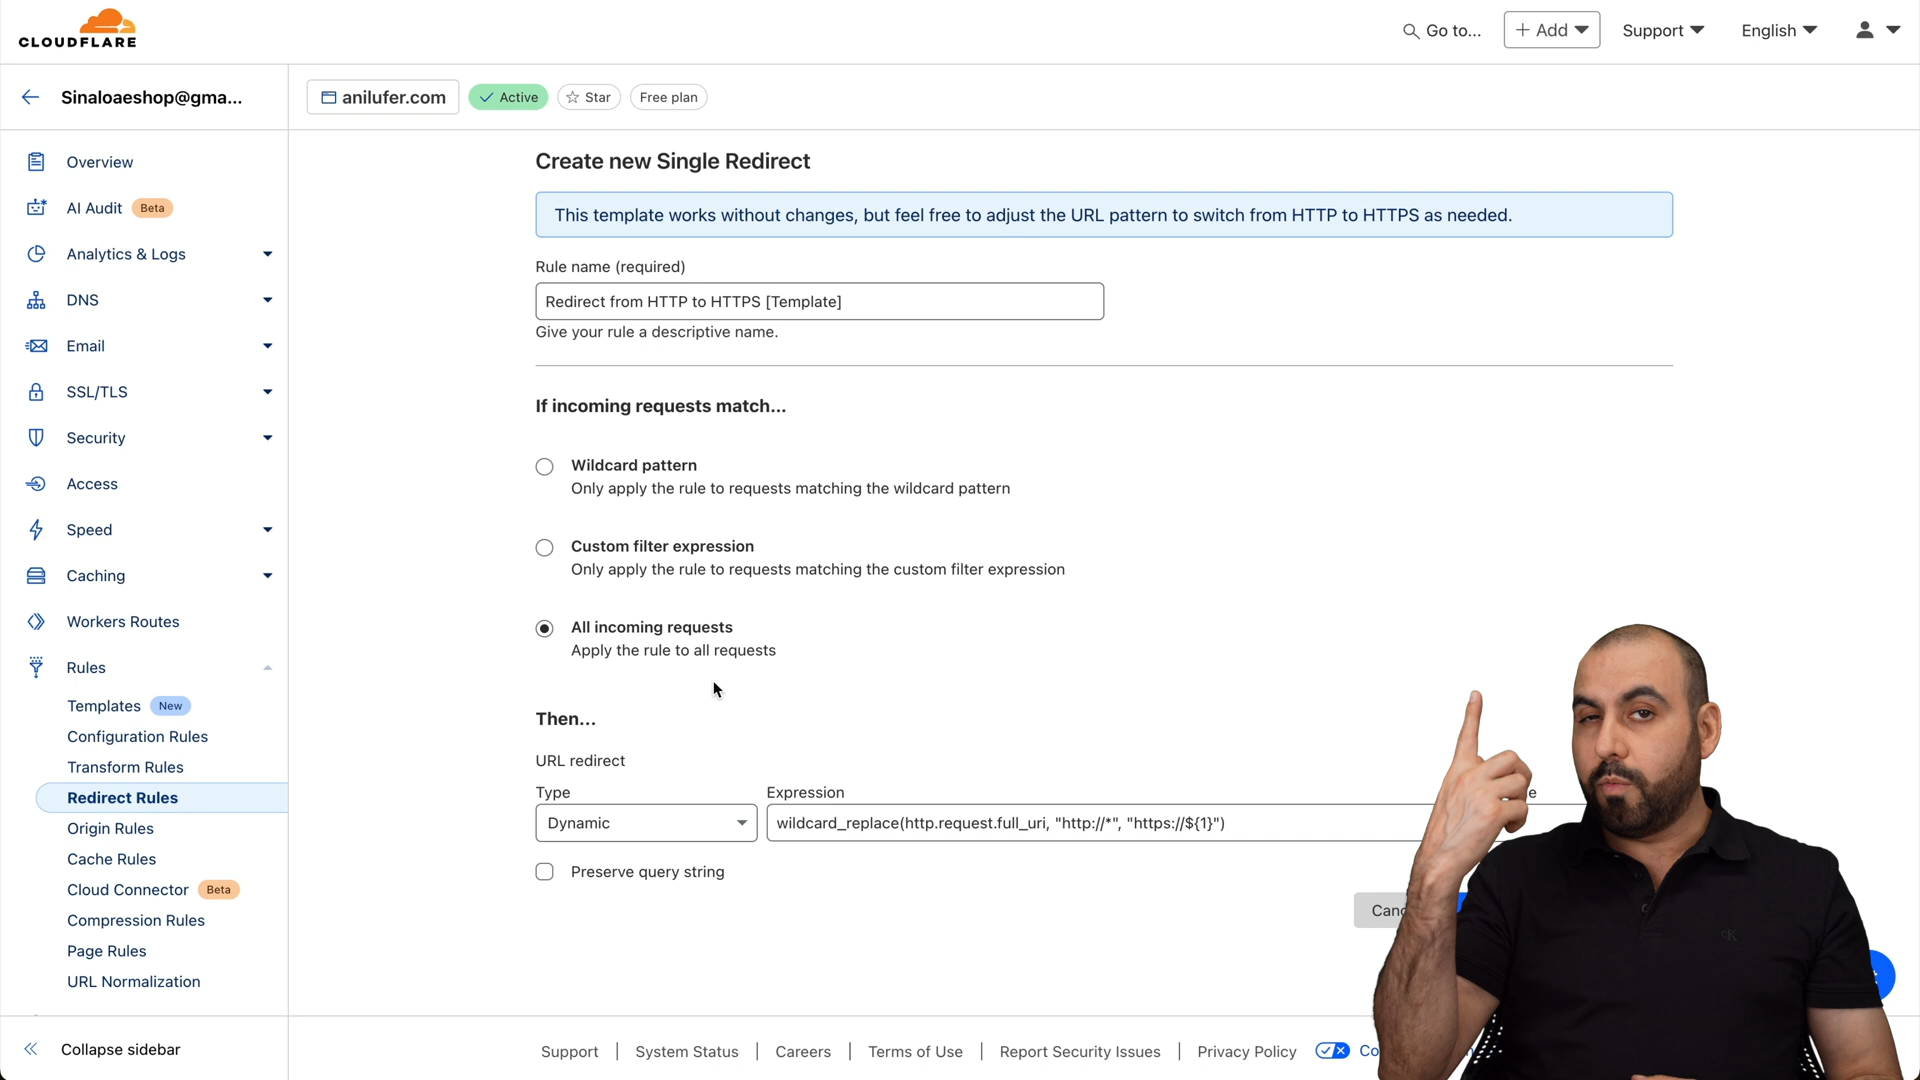 CLOUDFLARE
Go to...
Add
Support
English
Sinaloaeshop@gma...
anilufer.com
Active
Star
Free plan
Overview
AI Audit Beta
Analytics & Logs
DNS
Email
SSL/TLS
Security
Access
Speed
Caching
Workers Routes
Rules
Templates New
Configuration Rules
Transform Rules
Redirect Rules
Origin Rules
Cache Rules
Cloud Connector Beta
Compression Rules
Page Rules
URL Normalization
Collapse sidebar
Create new Single Redirect
This template works without changes, but feel free to adjust the URL pattern to switch from HTTP to HTTPS as needed.
Rule name (required)
Redirect from HTTP to HTTPS [Template]
Give your rule a descriptive name.
If incoming requests match...
Wildcard pattern
Only apply the rule to requests matching the wildcard pattern
Custom filter expression
Only apply the rule to requests matching the custom filter expression
All incoming requests
Apply the rule to all requests
Then...
URL redirect
Type
Expression
Dynamic
wildcard_replace(http.request.full_uri, "http://*", "https://${1}")
Preserve query string
Support
System Status
Careers
Terms of Use
Report Security Issues
Privacy Policy